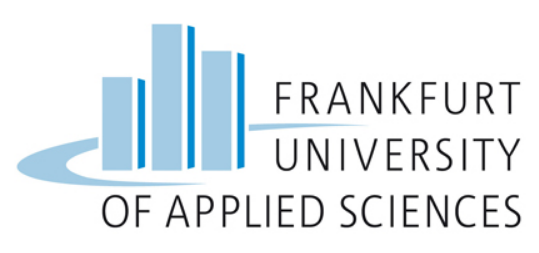 FRANKFURT
UNIVERSITY
OF APPLIED SCIENCES